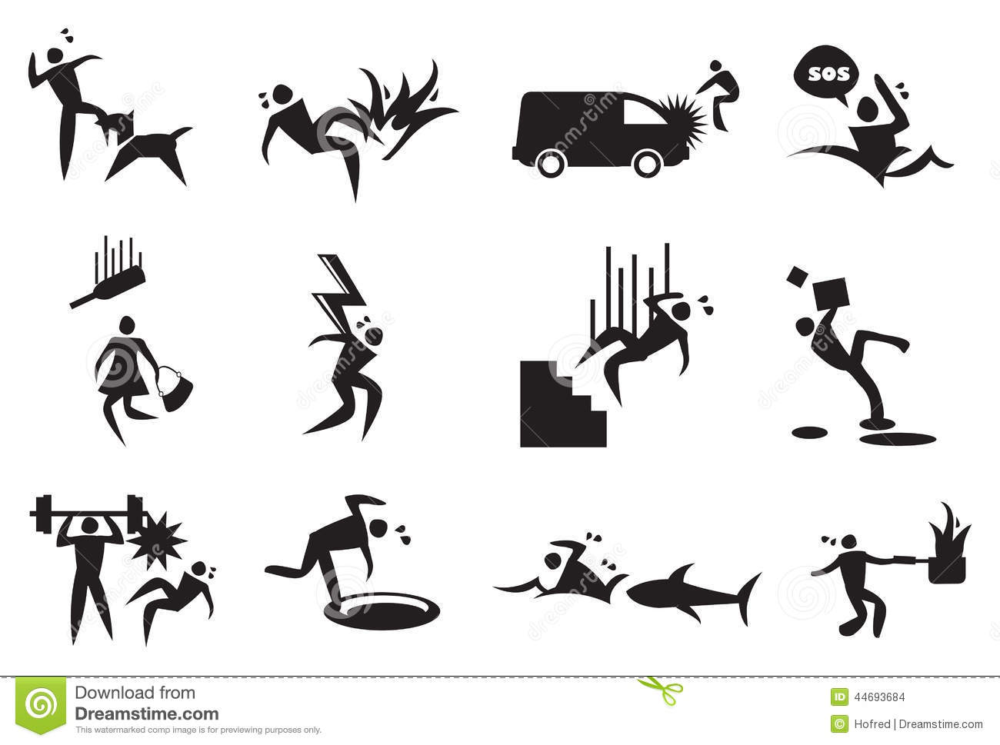 SOS
Download from
Dreamstime.com
This watermarked comp image is for previewing purposes only.
ID 44693684
© Hofred | Dreamstime.com